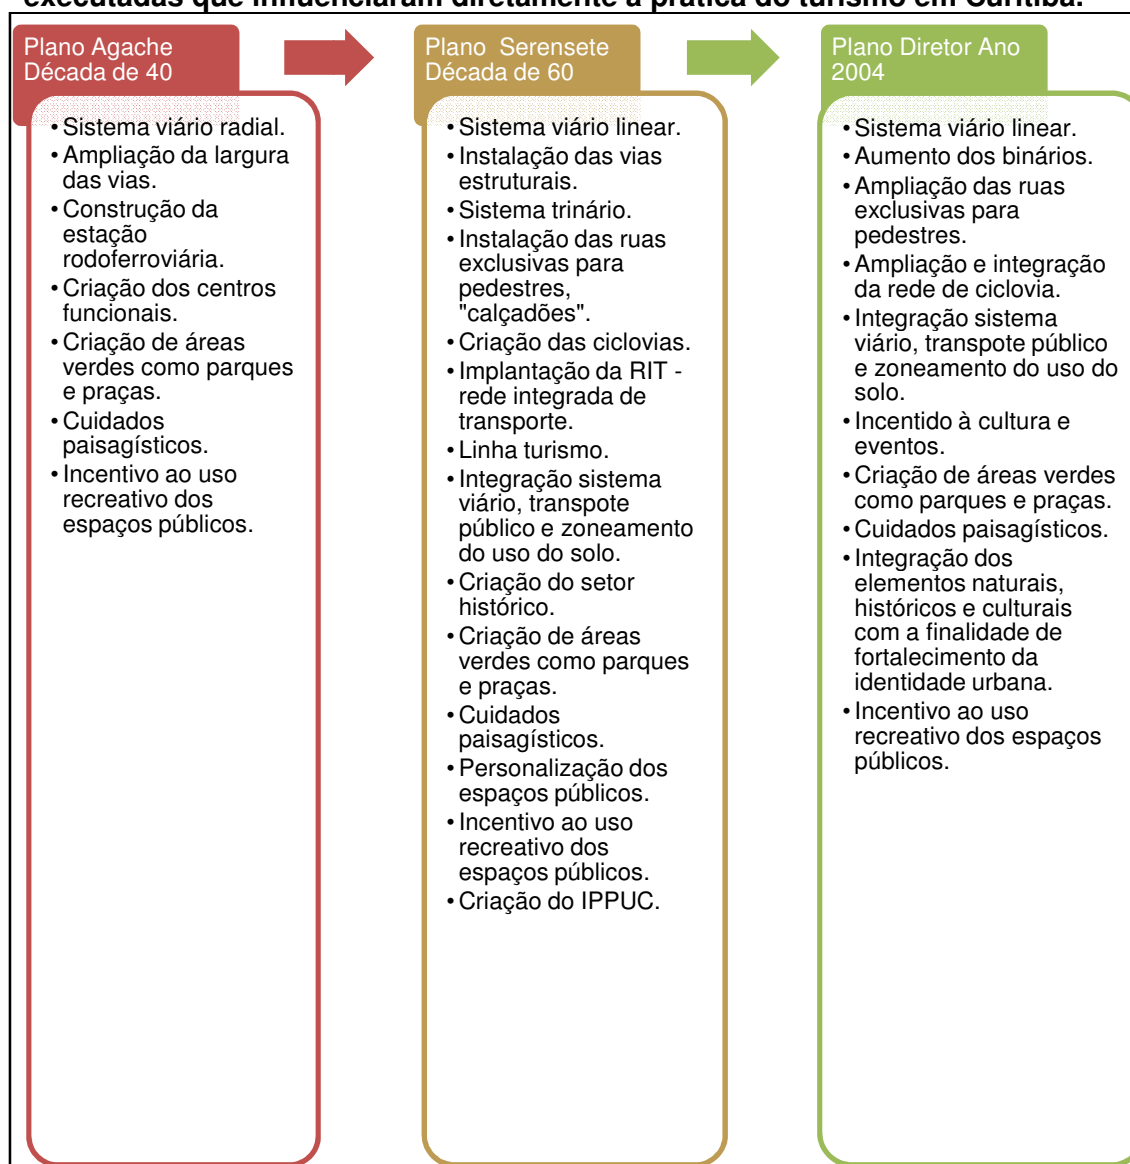 executadas que influenciaram diretamente a prática do turismo em Curitiba.
Plano Agache
Década de 40
• Sistema viário radial.
• Ampliação da largura
das vias.
• Construção da
estação
rodoferroviária.
• Criação dos centros
funcionais.
• Criação de áreas
verdes como parques
e praças.
• Cuidados
paisagísticos.
• Incentivo ao uso
recreativo dos
espaços públicos.
Plano Serensete
Década de 60
• Sistema viário linear.
• Instalação das vias
estruturais.
• Sistema trinário.
• Instalação das ruas
exclusivas para
pedestres,
"calçadões".
• Criação das ciclovias.
• Implantação da RIT -
rede integrada de
transporte.
• Linha turismo.
• Integração sistema
viário, transpote
público e zoneamento
do uso do solo.
• Criação do setor
histórico.
• Criação de áreas
verdes como parques
e praças.
• Cuidados
paisagísticos.
• Personalização dos
espaços públicos.
• Incentivo ao uso
recreativo dos
espaços públicos.
• Criação do IPPUC.
Plano Diretor Ano
2004
• Sistema viário linear.
• Aumento dos binários.
• Ampliação das ruas
exclusivas para
pedestres.
• Ampliação e integração
da rede de ciclovia.
• Integração sistema
viário, transpote público
e zoneamento do uso do
solo.
• Incentido à cultura e
eventos.
• Criação de áreas verdes
como parques e praças.
• Cuidados paisagísticos.
• Integração dos
elementos naturais,
históricos e culturais
com a finalidade de
fortalecimento da
identidade urbana.
• Incentivo ao uso
recreativo dos espaços
públicos.